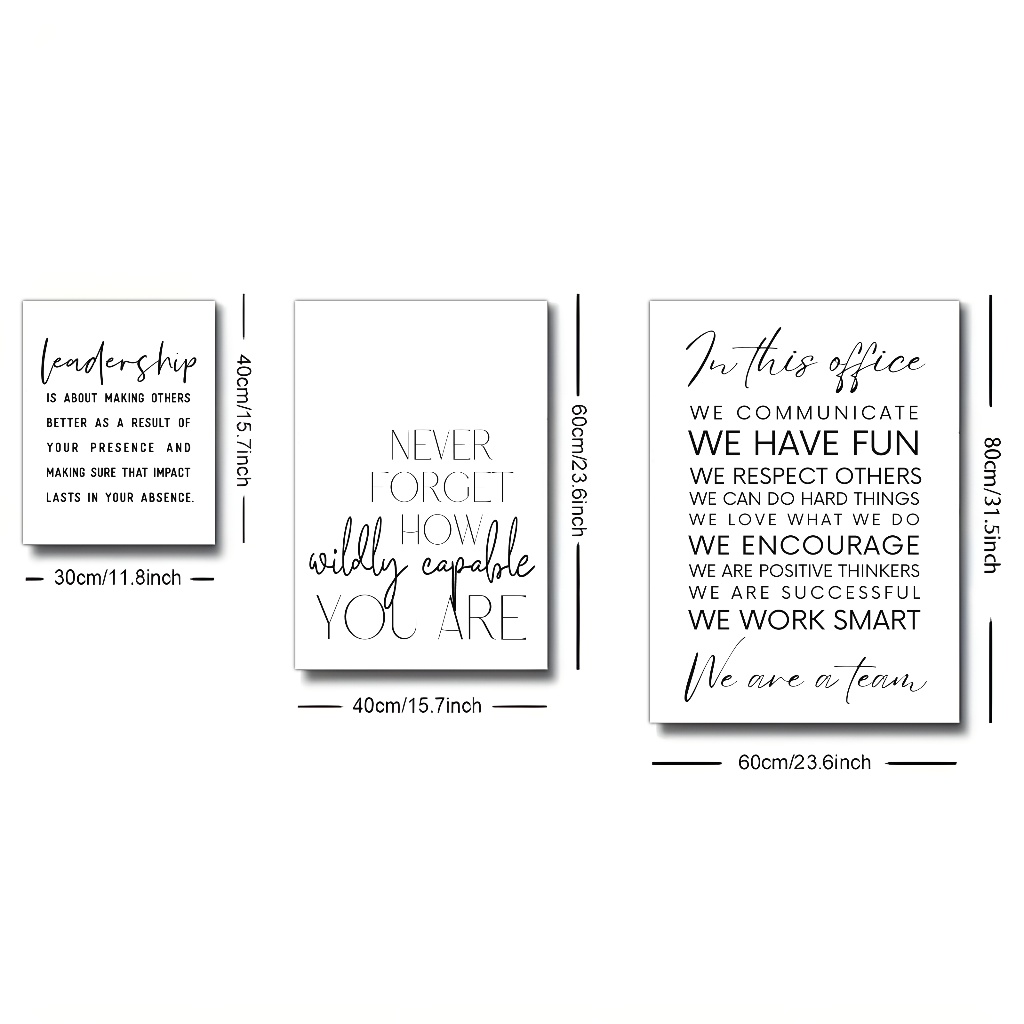 leadership
IS ABOUT MAKING OTHERS
BETTER AS A RESULT OF
YOUR PRESENCE AND
MAKING SURE THAT IMPACT
LASTS IN YOUR ABSENCE.
40cm/15.7inch
30cm/11.8inch
NEVER
FORGET
HOW
wildly capable
YOU ARE
60cm/23.6inch
40cm/15.7inch
In this office
WE COMMUNICATE
WE HAVE FUN
WE RESPECT OTHERS
WE CAN DO HARD THINGS
WE LOVE WHAT WE DO
WE ENCOURAGE
WE ARE POSITIVE THINKERS
WE ARE SUCCESSFUL
WE WORK SMART
We are a team
80cm/31.5inch
60cm/23.6inch